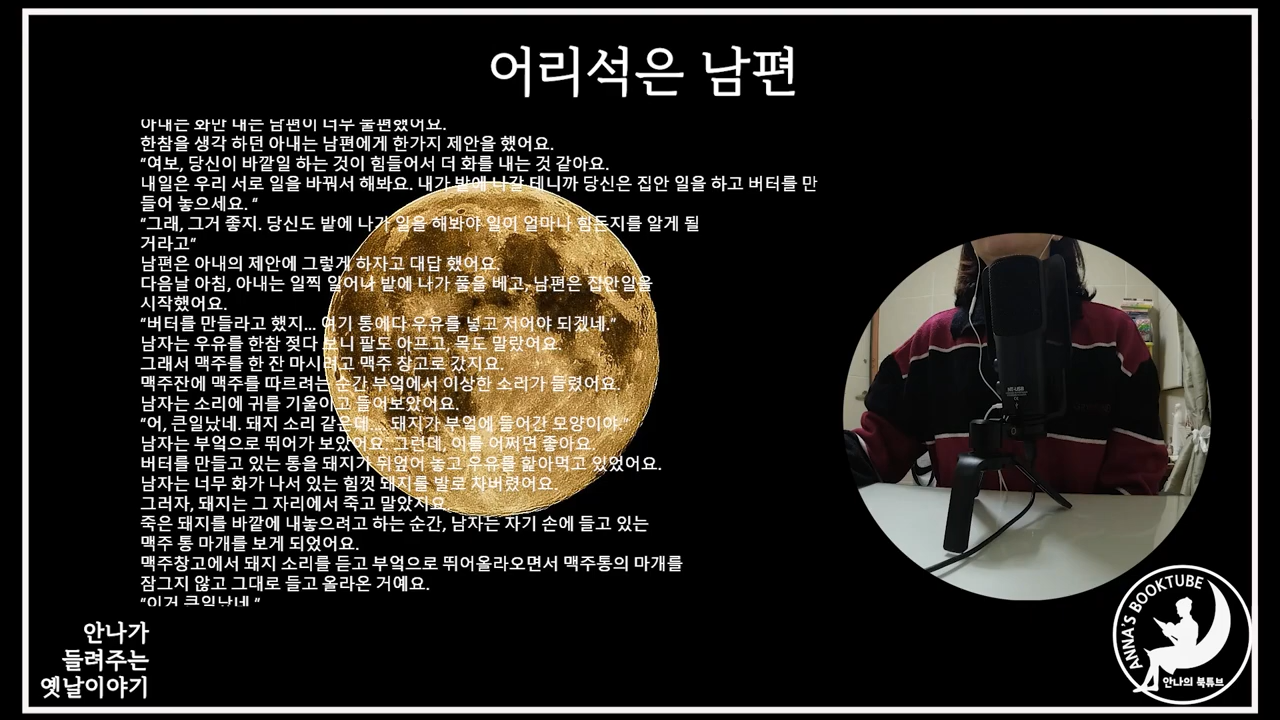 어리석은 남편
아내는 화만 내는 남편이 너무 불편했어요.
한참을 생각 하던 아내는 남편에게 한가지 제안을 했어요.
"여보, 당신이 바깥일 하는 것이 힘들어서 더 화를 내는 것 같아요.
내일은 우리 서로 일을 바꿔서 해봐요. 내가 밭에 나갈 테니까 당신은 집안 일을 하고 버터를 만
들어 놓으세요. "
"그래, 그거 좋지. 당신도 밭에 나가 일을 해봐야 일이 얼마나 힘든지를 알게 될
거라고"
남편은 아내의 제안에 그렇게 하자고 대답 했어요.
다음날 아침, 아내는 일찍 일어나 밭에 나가 풀을 베고, 남편은 집안일을
시작했어요.
"버터를 만들라고 했지... 여기 통에다 우유를 넣고 저어야 되겠네."
남자는 우유를 한참 젓다 보니 팔도 아프고, 목도 말랐어요.
그래서 맥주를 한 잔 마시려고 맥주 창고로 갔지요.
맥주잔에 맥주를 따르려는 순간 부엌에서 이상한 소리가 들렸어요.
남자는 소리에 귀를 기울이고 들어보았어요.
"어, 큰일났네. 돼지 소리 같은데... 돼지가 부엌에 들어간 모양이야."
남자는 부엌으로 뛰어가 보았어요. 그런데, 이를 어쩌면 좋아요.
버터를 만들고 있는 통을 돼지가 뒤엎어 놓고 우유를 핥아먹고 있었어요.
남자는 너무 화가 나서 있는 힘껏 돼지를 발로 차버렸어요.
그러자, 돼지는 그 자리에서 죽고 말았지요.
죽은 돼지를 바깥에 내놓으려고 하는 순간, 남자는 자기 손에 들고 있는
맥주 통 마개를 보게 되었어요.
맥주창고에서 돼지 소리를 듣고 부엌으로 뛰어올라오면서 맥주통의 마개를
잠그지 않고 그대로 들고 올라온 거예요.
"이거 큰일났네."
안나가
들려주는
옛날이야기
ANNA'S BOOKTUBE
안나의 북튜브